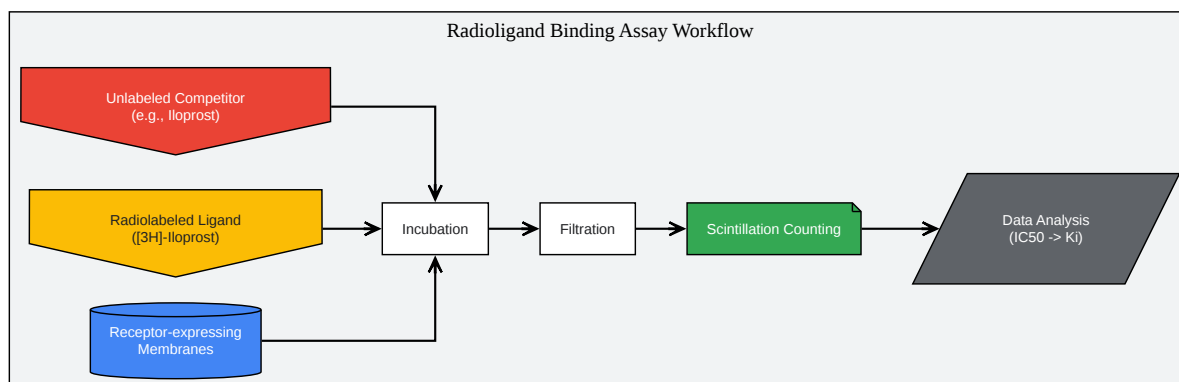 Radioligand Binding Assay Workflow
Unlabeled Competitor
(e.g., Iloprost)
Radiolabeled Ligand
([3H]-Iloprost)
Receptor-expressing
Membranes
Incubation
Filtration
Scintillation Counting
Data Analysis
(IC50 -> Ki)